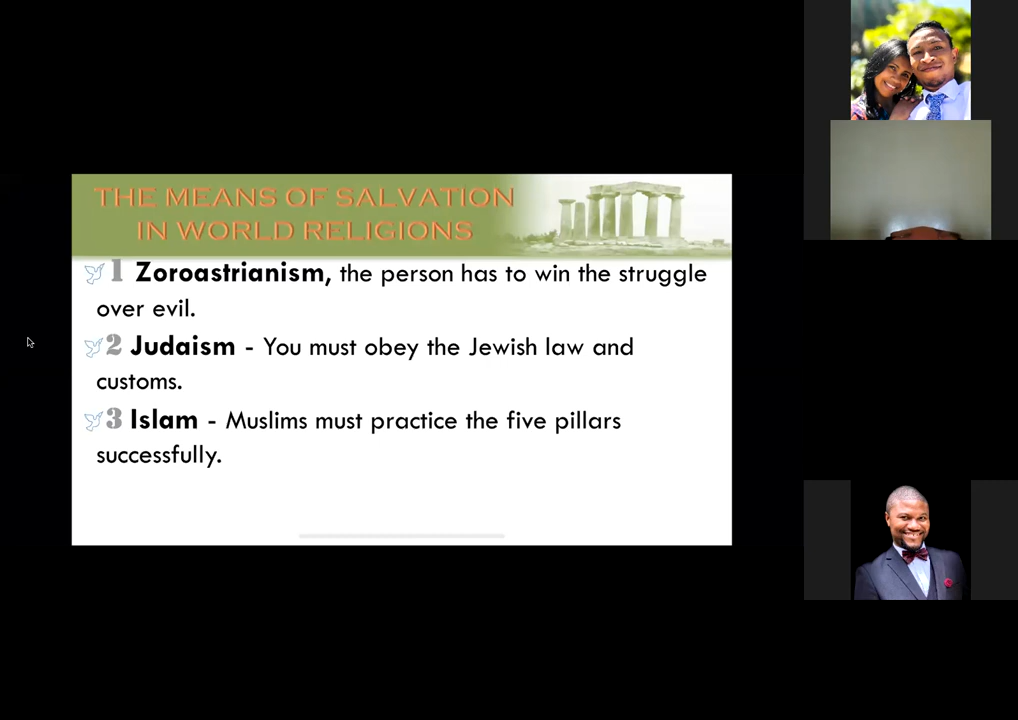 THE MEANS OF SALVATION
IN WORLD RELIGIONS
1 Zoroastrianism, the person has to win the struggle
over evil.
2 Judaism - You must obey the Jewish law and
customs.
3 Islam - Muslims must practice the five pillars
successfully.